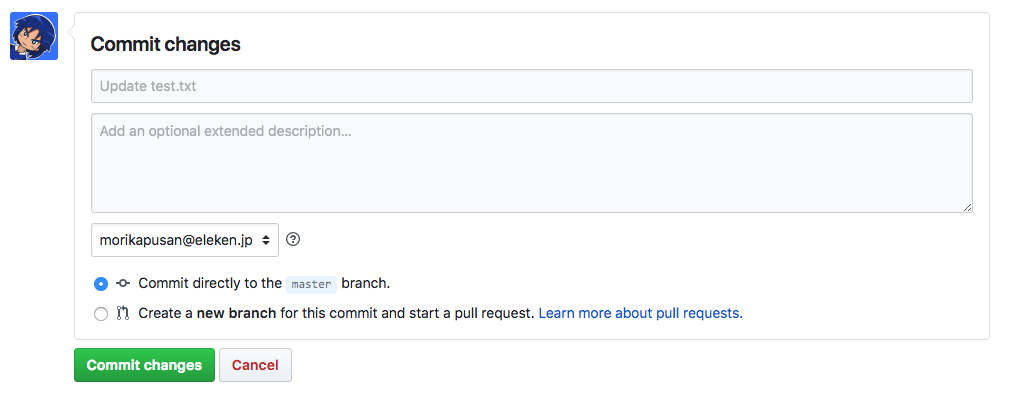 Commit changes
Update test.txt
Add an optional extended description...
morikapusan@eleken.jp
Commit directly to the master branch.
Create a new branch for this commit and start a pull request. Learn more about pull requests.
Commit changes Cancel